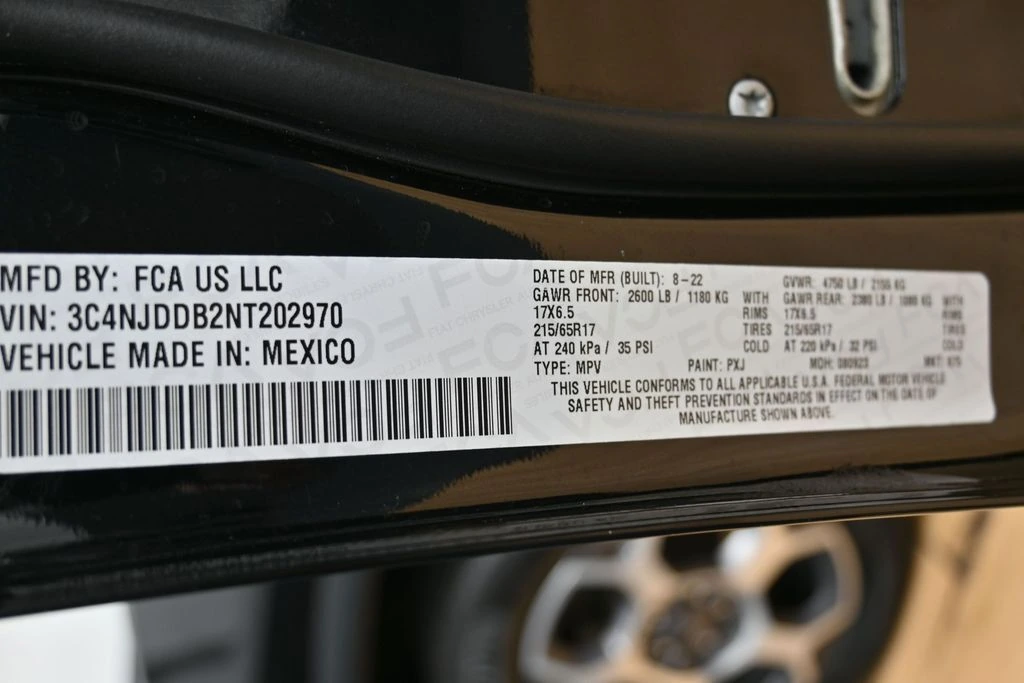 MFD BY: FCA US LLC
VIN: 3C4NJDDB2NT202970
VEHICLE MADE IN: MEXICO
DATE OF MFR (BUILT): 8-22 GVWR: 4750 LB / 2155 KG
GAWR FRONT: 2600 LB / 1180 KG WITH GAWR REAR: 2380 LB / 1080 KG WITH
17X6.5 RIMS 17X6.5 RIMS
215/65R17 TIRES 215/65R17 TIRES
AT 240 kPa / 35 PSI COLD AT 220 kPa / 32 PSI COLD
TYPE: MPV PAINT: PXJ MDH: 080923 MKT:
THIS VEHICLE CONFORMS TO ALL APPLICABLE U.S.A. FEDERAL MOTOR VEHICLE
SAFETY AND THEFT PREVENTION STANDARDS IN EFFECT ON THE DATE OF
MANUFACTURE SHOWN ABOVE.